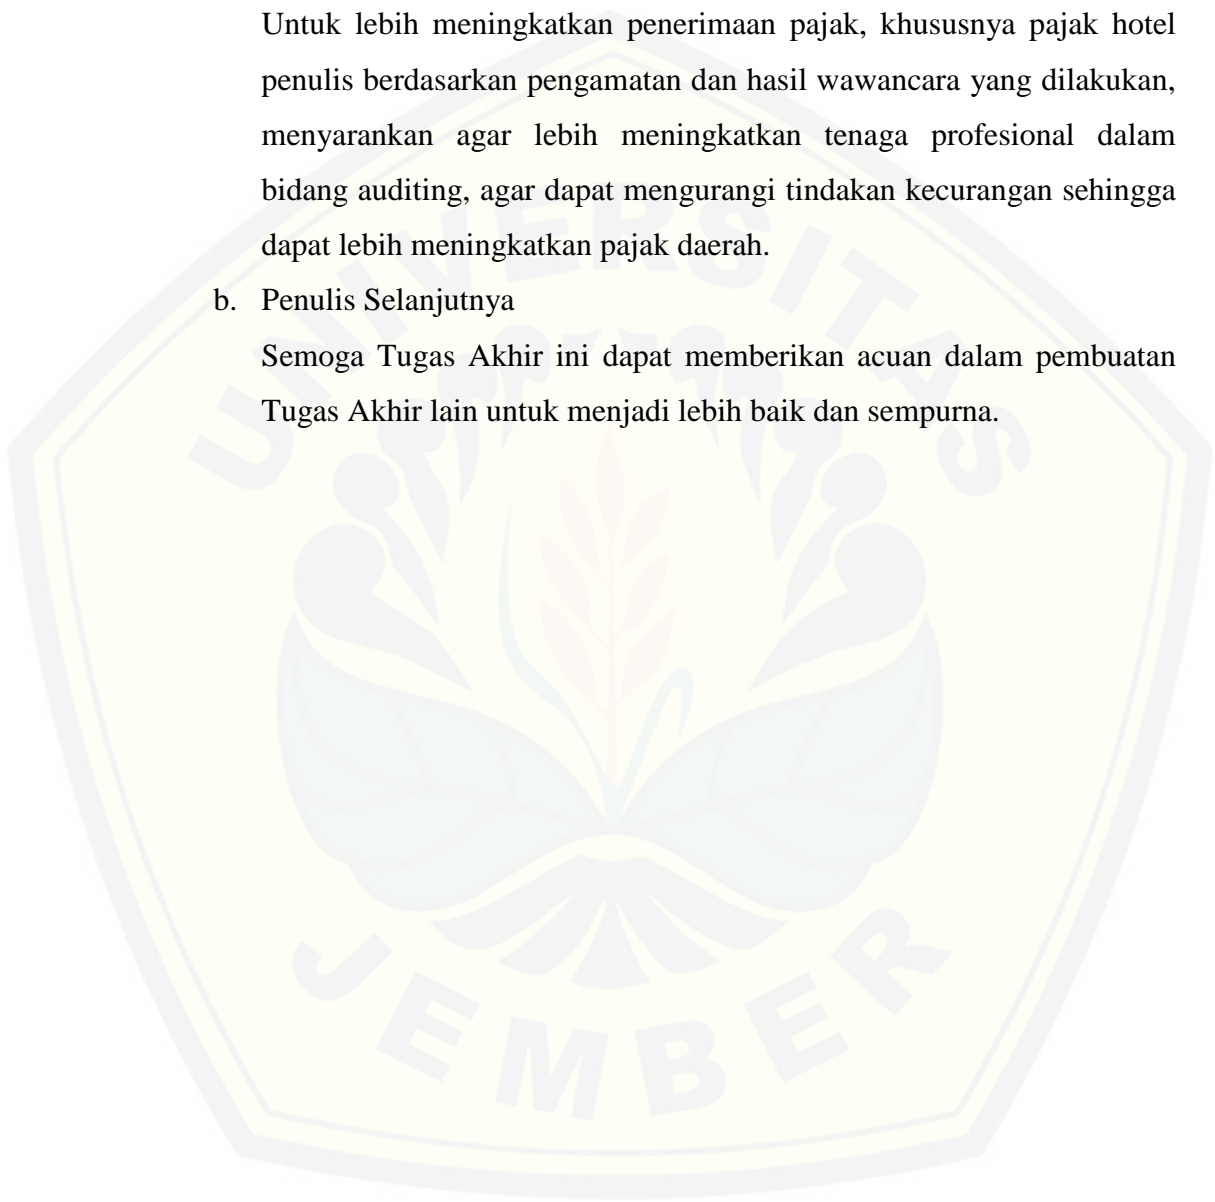 Untuk lebih meningkatkan penerimaan pajak, khususnya pajak hotel
penulis berdasarkan pengamatan dan hasil wawancara yang dilakukan,
menyarankan agar lebih meningkatkan tenaga profesional dalam
bidang auditing, agar dapat mengurangi tindakan kecurangan sehingga
dapat lebih meningkatkan pajak daerah.
b. Penulis Selanjutnya
Semoga Tugas Akhir ini dapat memberikan acuan dalam pembuatan
Tugas Akhir lain untuk menjadi lebih baik dan sempurna.
UNIVERSITAS
JEMBER